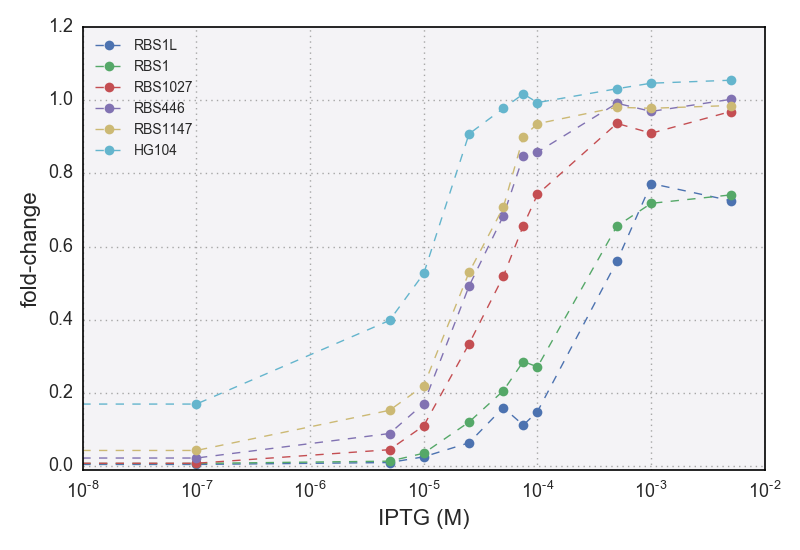 1.2
1.0
0.8
0.6
0.4
0.2
0.0
fold-change
RBS1L
RBS1
RBS1027
RBS446
RBS1147
HG104
10⁻⁸ 10⁻⁷ 10⁻⁶ 10⁻⁵ 10⁻⁴ 10⁻³ 10⁻²
IPTG (M)